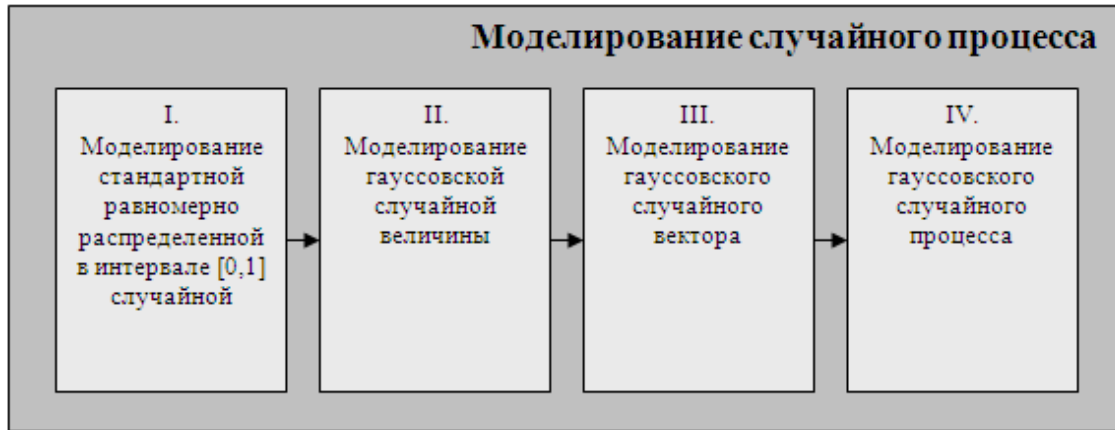 Моделирование случайного процесса
I.
Моделирование
стандартной
равномерно
распределенной
в интервале [0,1]
случайной
II.
Моделирование
гауссовской
случайной
величины
III.
Моделирование
гауссовского
случайного
вектора
IV.
Моделирование
гауссовского
случайного
процесса